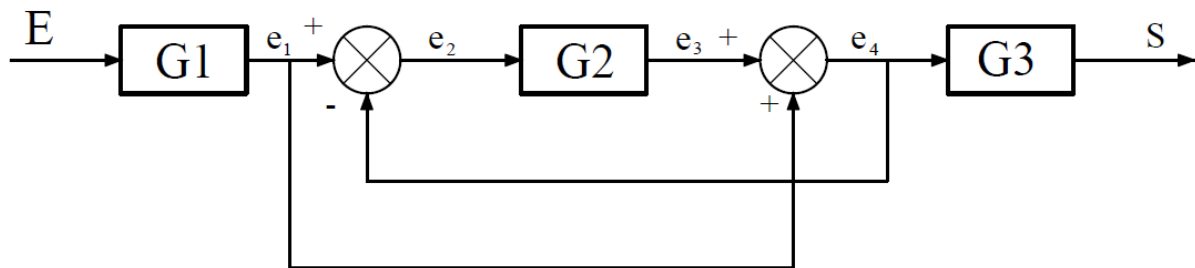 E G1 e₁ + e₂ G2 e₃ + e₄ G3 S
- +